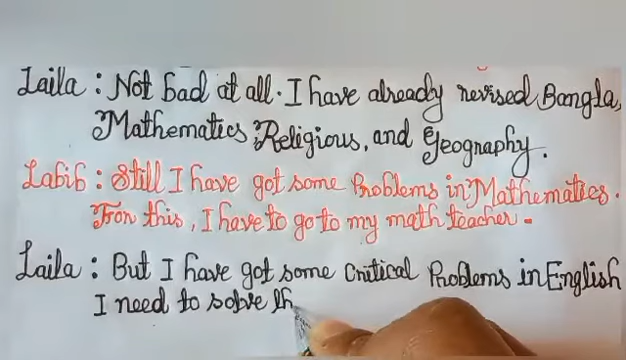 Laila : Not bad at all. I have already revised, Bangla,
Mathematics, Religious, and Geography.
Labib : Still I have got some Problems in Mathematics.
For this, I have to go to my math teacher.
Laila : But I have got some Critical Problems in English
I need to solve th